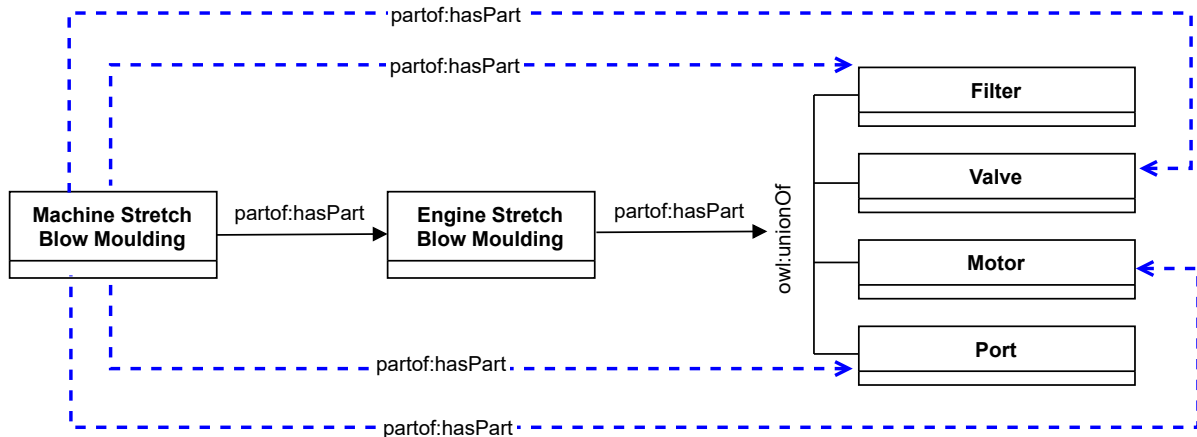 partof:hasPart
partof:hasPart
Filter
Valve
Machine Stretch
Blow Moulding
partof:hasPart
Engine Stretch
Blow Moulding
partof:hasPart
owl:unionOf
Motor
Port
partof:hasPart
partof:hasPart